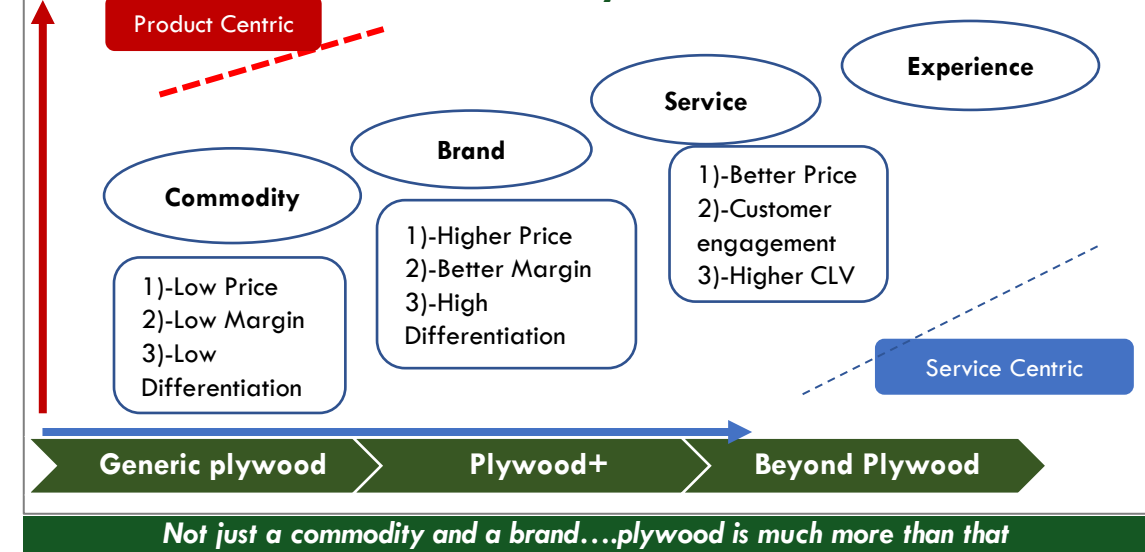 Product Centric
Experience
Service
Brand
Commodity
1)-Better Price
2)-Customer
engagement
3)-Higher CLV
1)-Higher Price
2)-Better Margin
3)-High
Differentiation
1)-Low Price
2)-Low Margin
3)-Low
Differentiation
Service Centric
Generic plywood
Plywood+
Beyond Plywood
Not just a commodity and a brand....plywood is much more than that